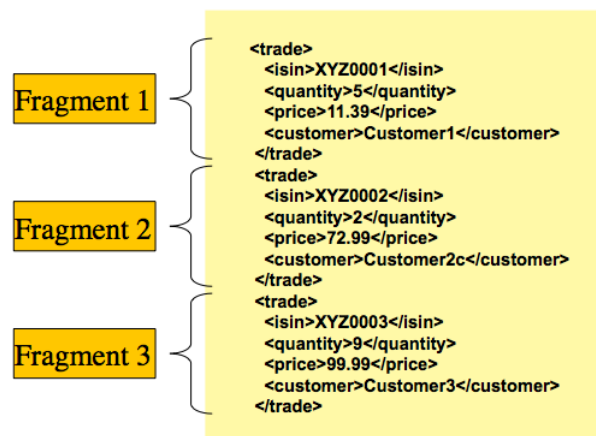 Fragment 1
<trade>
<isin>XYZ0001</isin>
<quantity>5</quantity>
<price>11.39</price>
<customer>Customer1</customer>
</trade>
Fragment 2
<trade>
<isin>XYZ0002</isin>
<quantity>2</quantity>
<price>72.99</price>
<customer>Customer2c</customer>
</trade>
Fragment 3
<trade>
<isin>XYZ0003</isin>
<quantity>9</quantity>
<price>99.99</price>
<customer>Customer3</customer>
</trade>